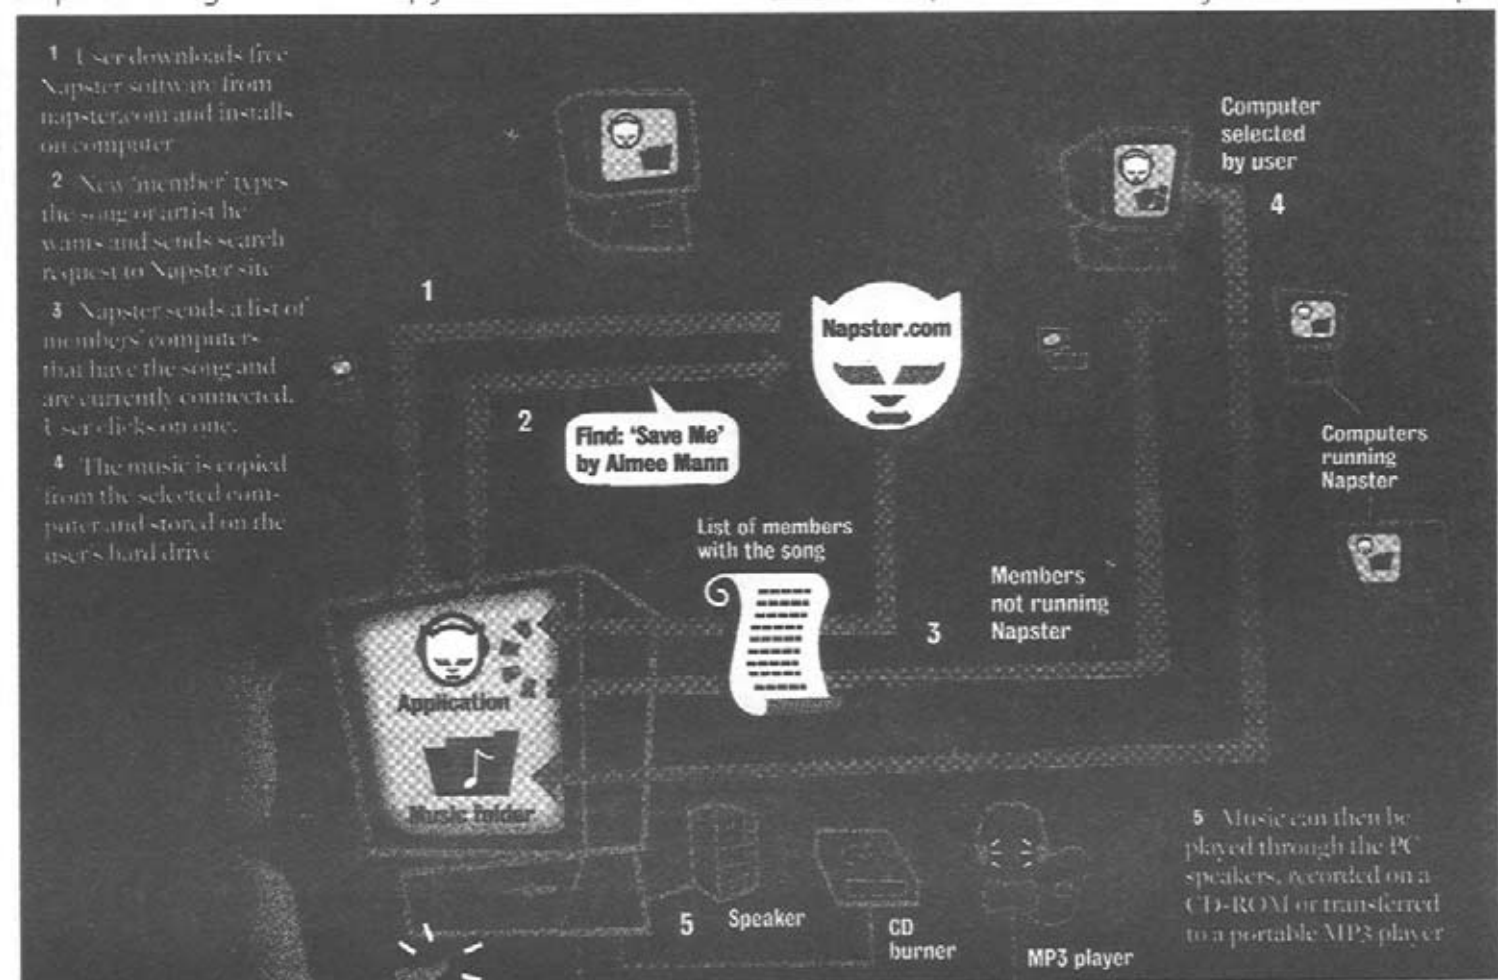 1 User downloads free
Napster software from
napster.com and installs
on computer
2 New 'member' types
the song or artist he
wants and sends search
request to Napster site
3 Napster sends a list of
members' computers
that have the song and
are currently connected.
User clicks on one.
4 The music is copied
from the selected com-
puter and stored on the
user's hard drive
Computer
selected
by user
4
1
Napster.com
2
Find: 'Save Me'
by Aimee Mann
Computers
running
Napster
List of members
with the song
Members
not running
Napster
3
Application
Music folder
5 Music can then be
played through the PC
speakers, recorded on a
CD-ROM or transferred
to a portable MP3 player
5
Speaker
CD
burner
MP3 player